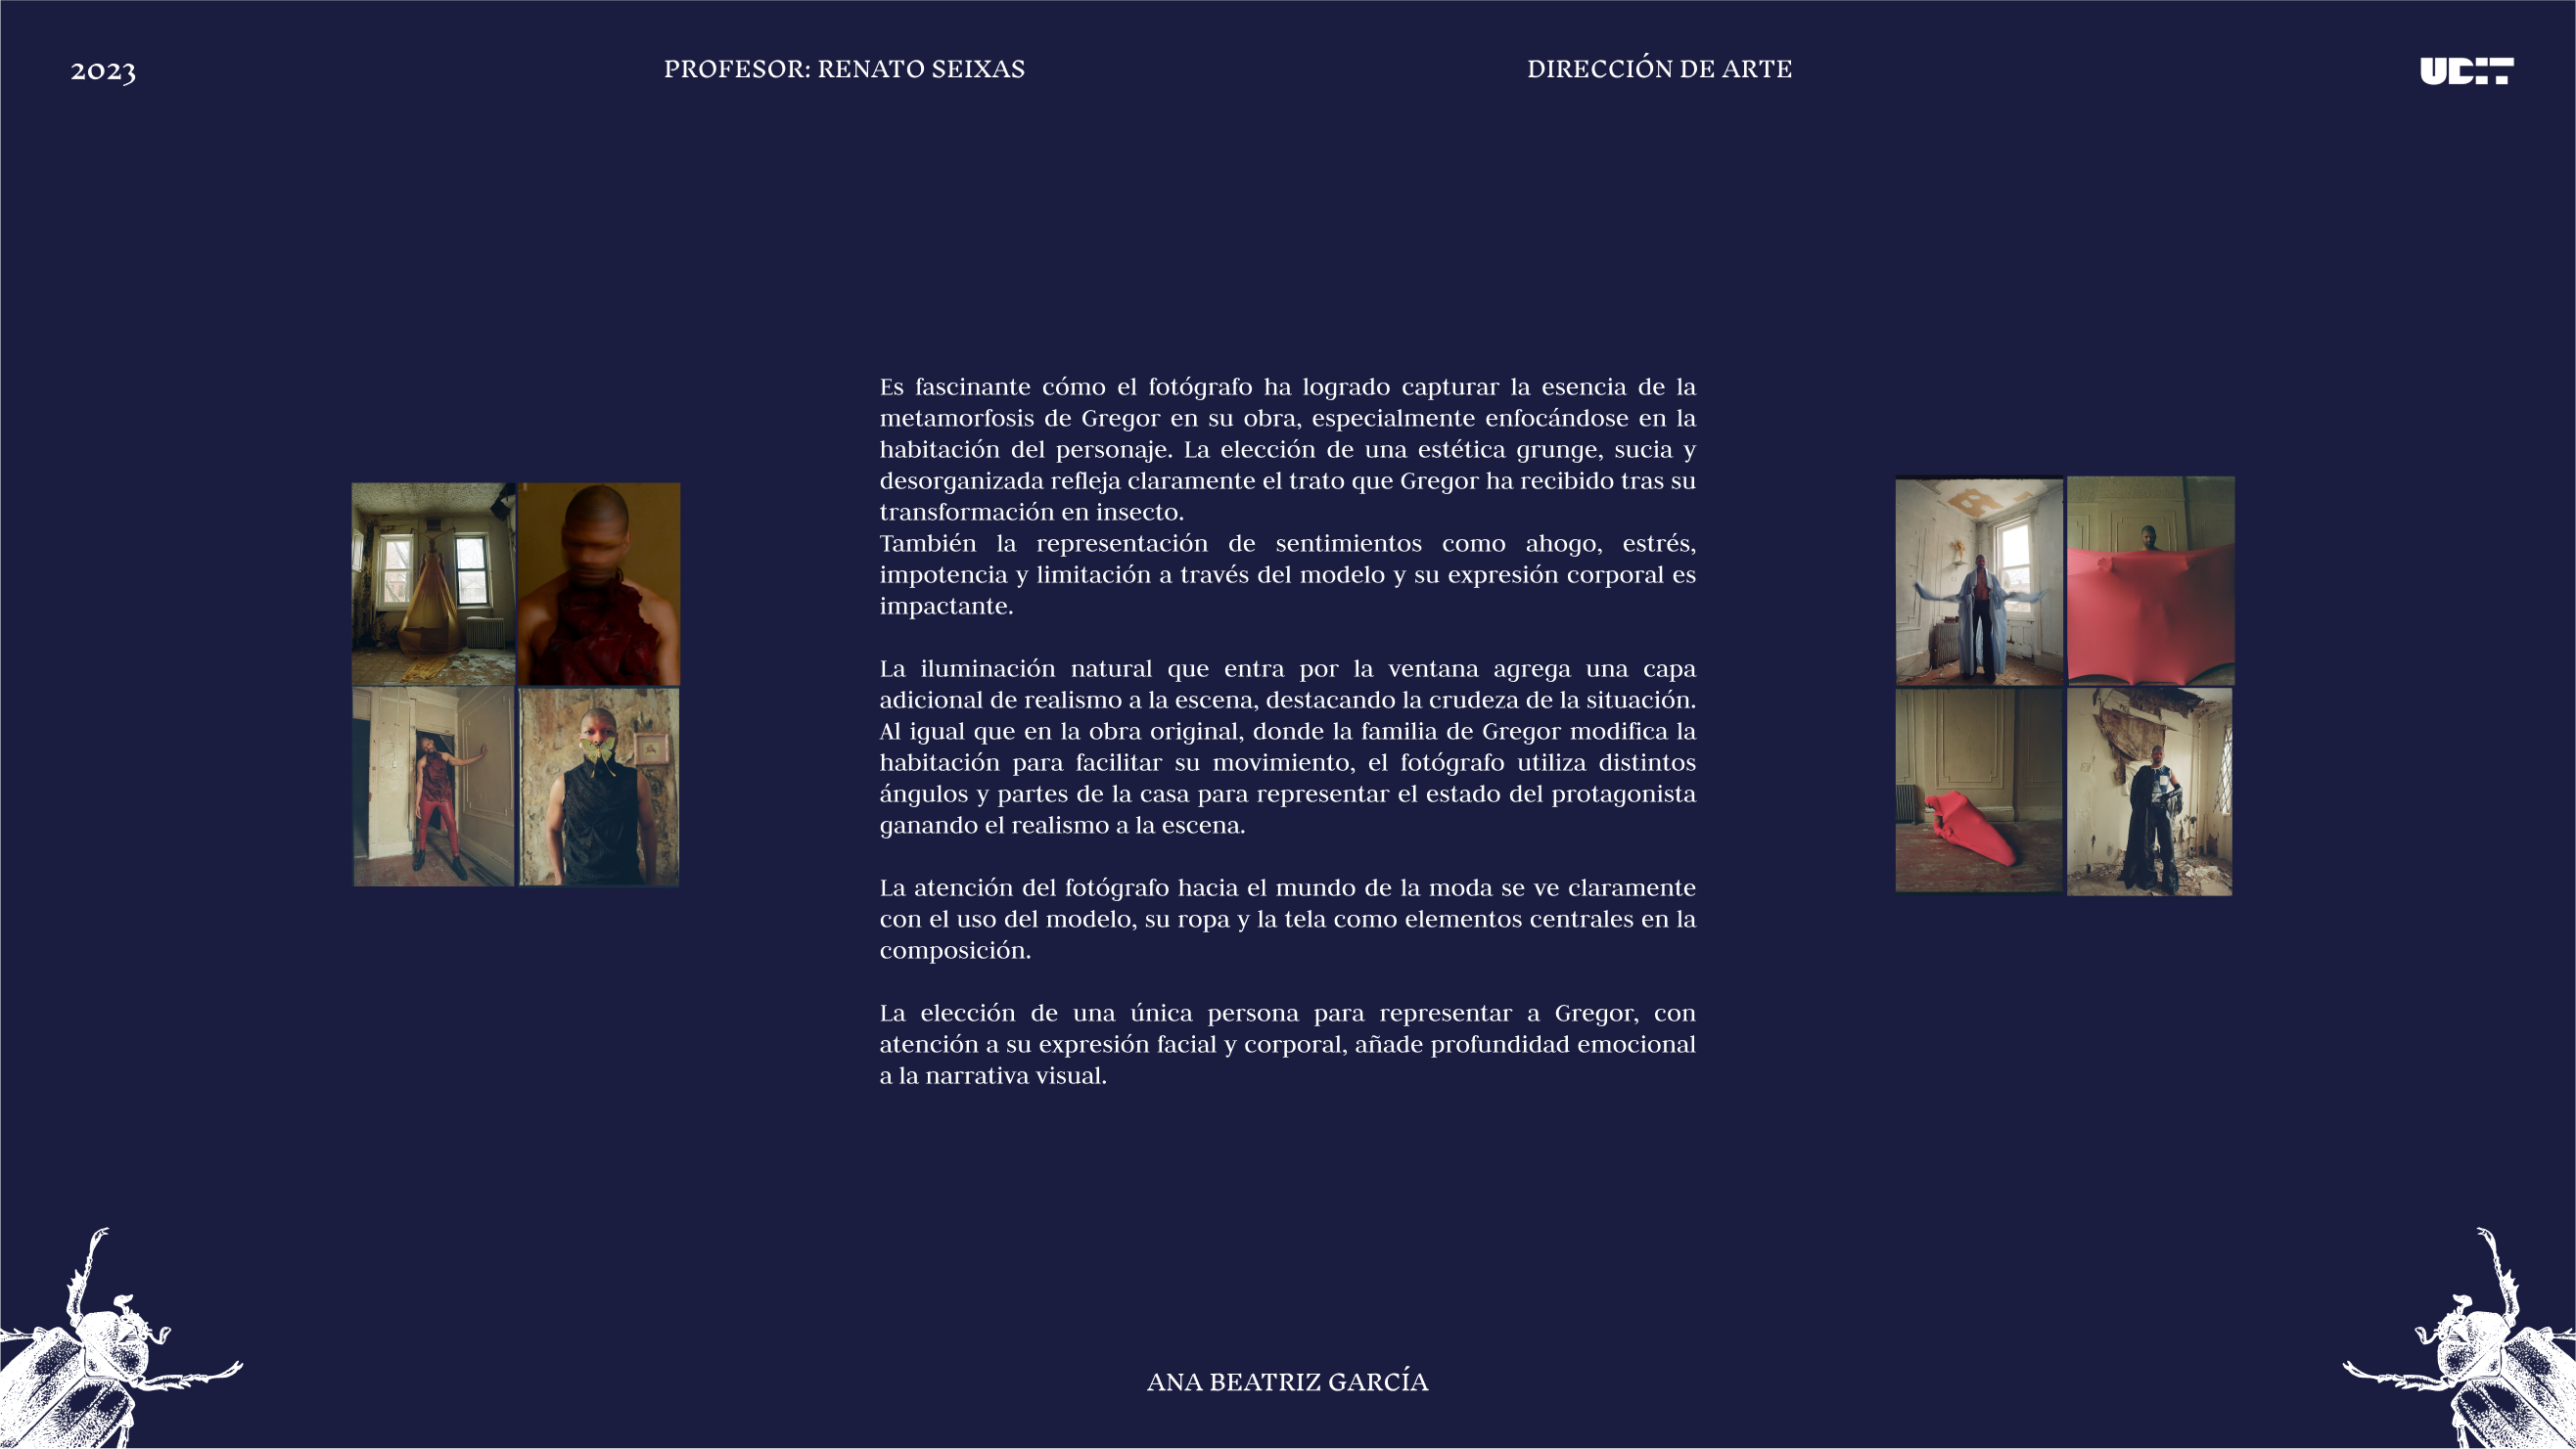 2023
PROFESOR: RENATO SEIXAS
DIRECCIÓN DE ARTE
UDIT
Es fascinante cómo el fotógrafo ha logrado capturar la esencia de la
metamorfosis de Gregor en su obra, especialmente enfocándose en la
habitación del personaje. La elección de una estética grunge, sucia y
desorganizada refleja claramente el trato que Gregor ha recibido tras su
transformación en insecto.
También la representación de sentimientos como ahogo, estrés,
impotencia y limitación a través del modelo y su expresión corporal es
impactante.
La iluminación natural que entra por la ventana agrega una capa
adicional de realismo a la escena, destacando la crudeza de la situación.
Al igual que en la obra original, donde la familia de Gregor modifica la
habitación para facilitar su movimiento, el fotógrafo utiliza distintos
ángulos y partes de la casa para representar el estado del protagonista
ganando el realismo a la escena.
La atención del fotógrafo hacia el mundo de la moda se ve claramente
con el uso del modelo, su ropa y la tela como elementos centrales en la
composición.
La elección de una única persona para representar a Gregor, con
atención a su expresión facial y corporal, añade profundidad emocional
a la narrativa visual.
ANA BEATRIZ GARCÍA